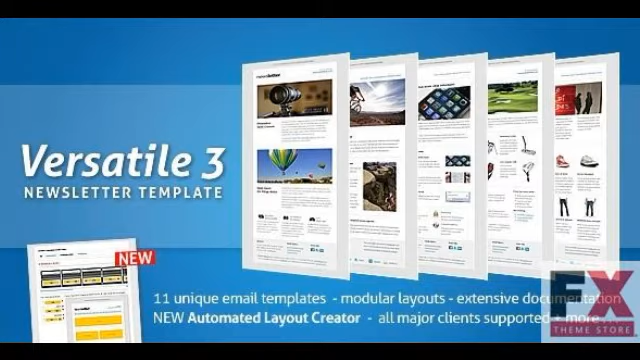 Versatile 3
NEWSLETTER TEMPLATE
NEW
11 unique email templates - modular layouts - extensive documentation
NEW Automated Layout Creator - all major clients supported + more...
EX
THEME STORE